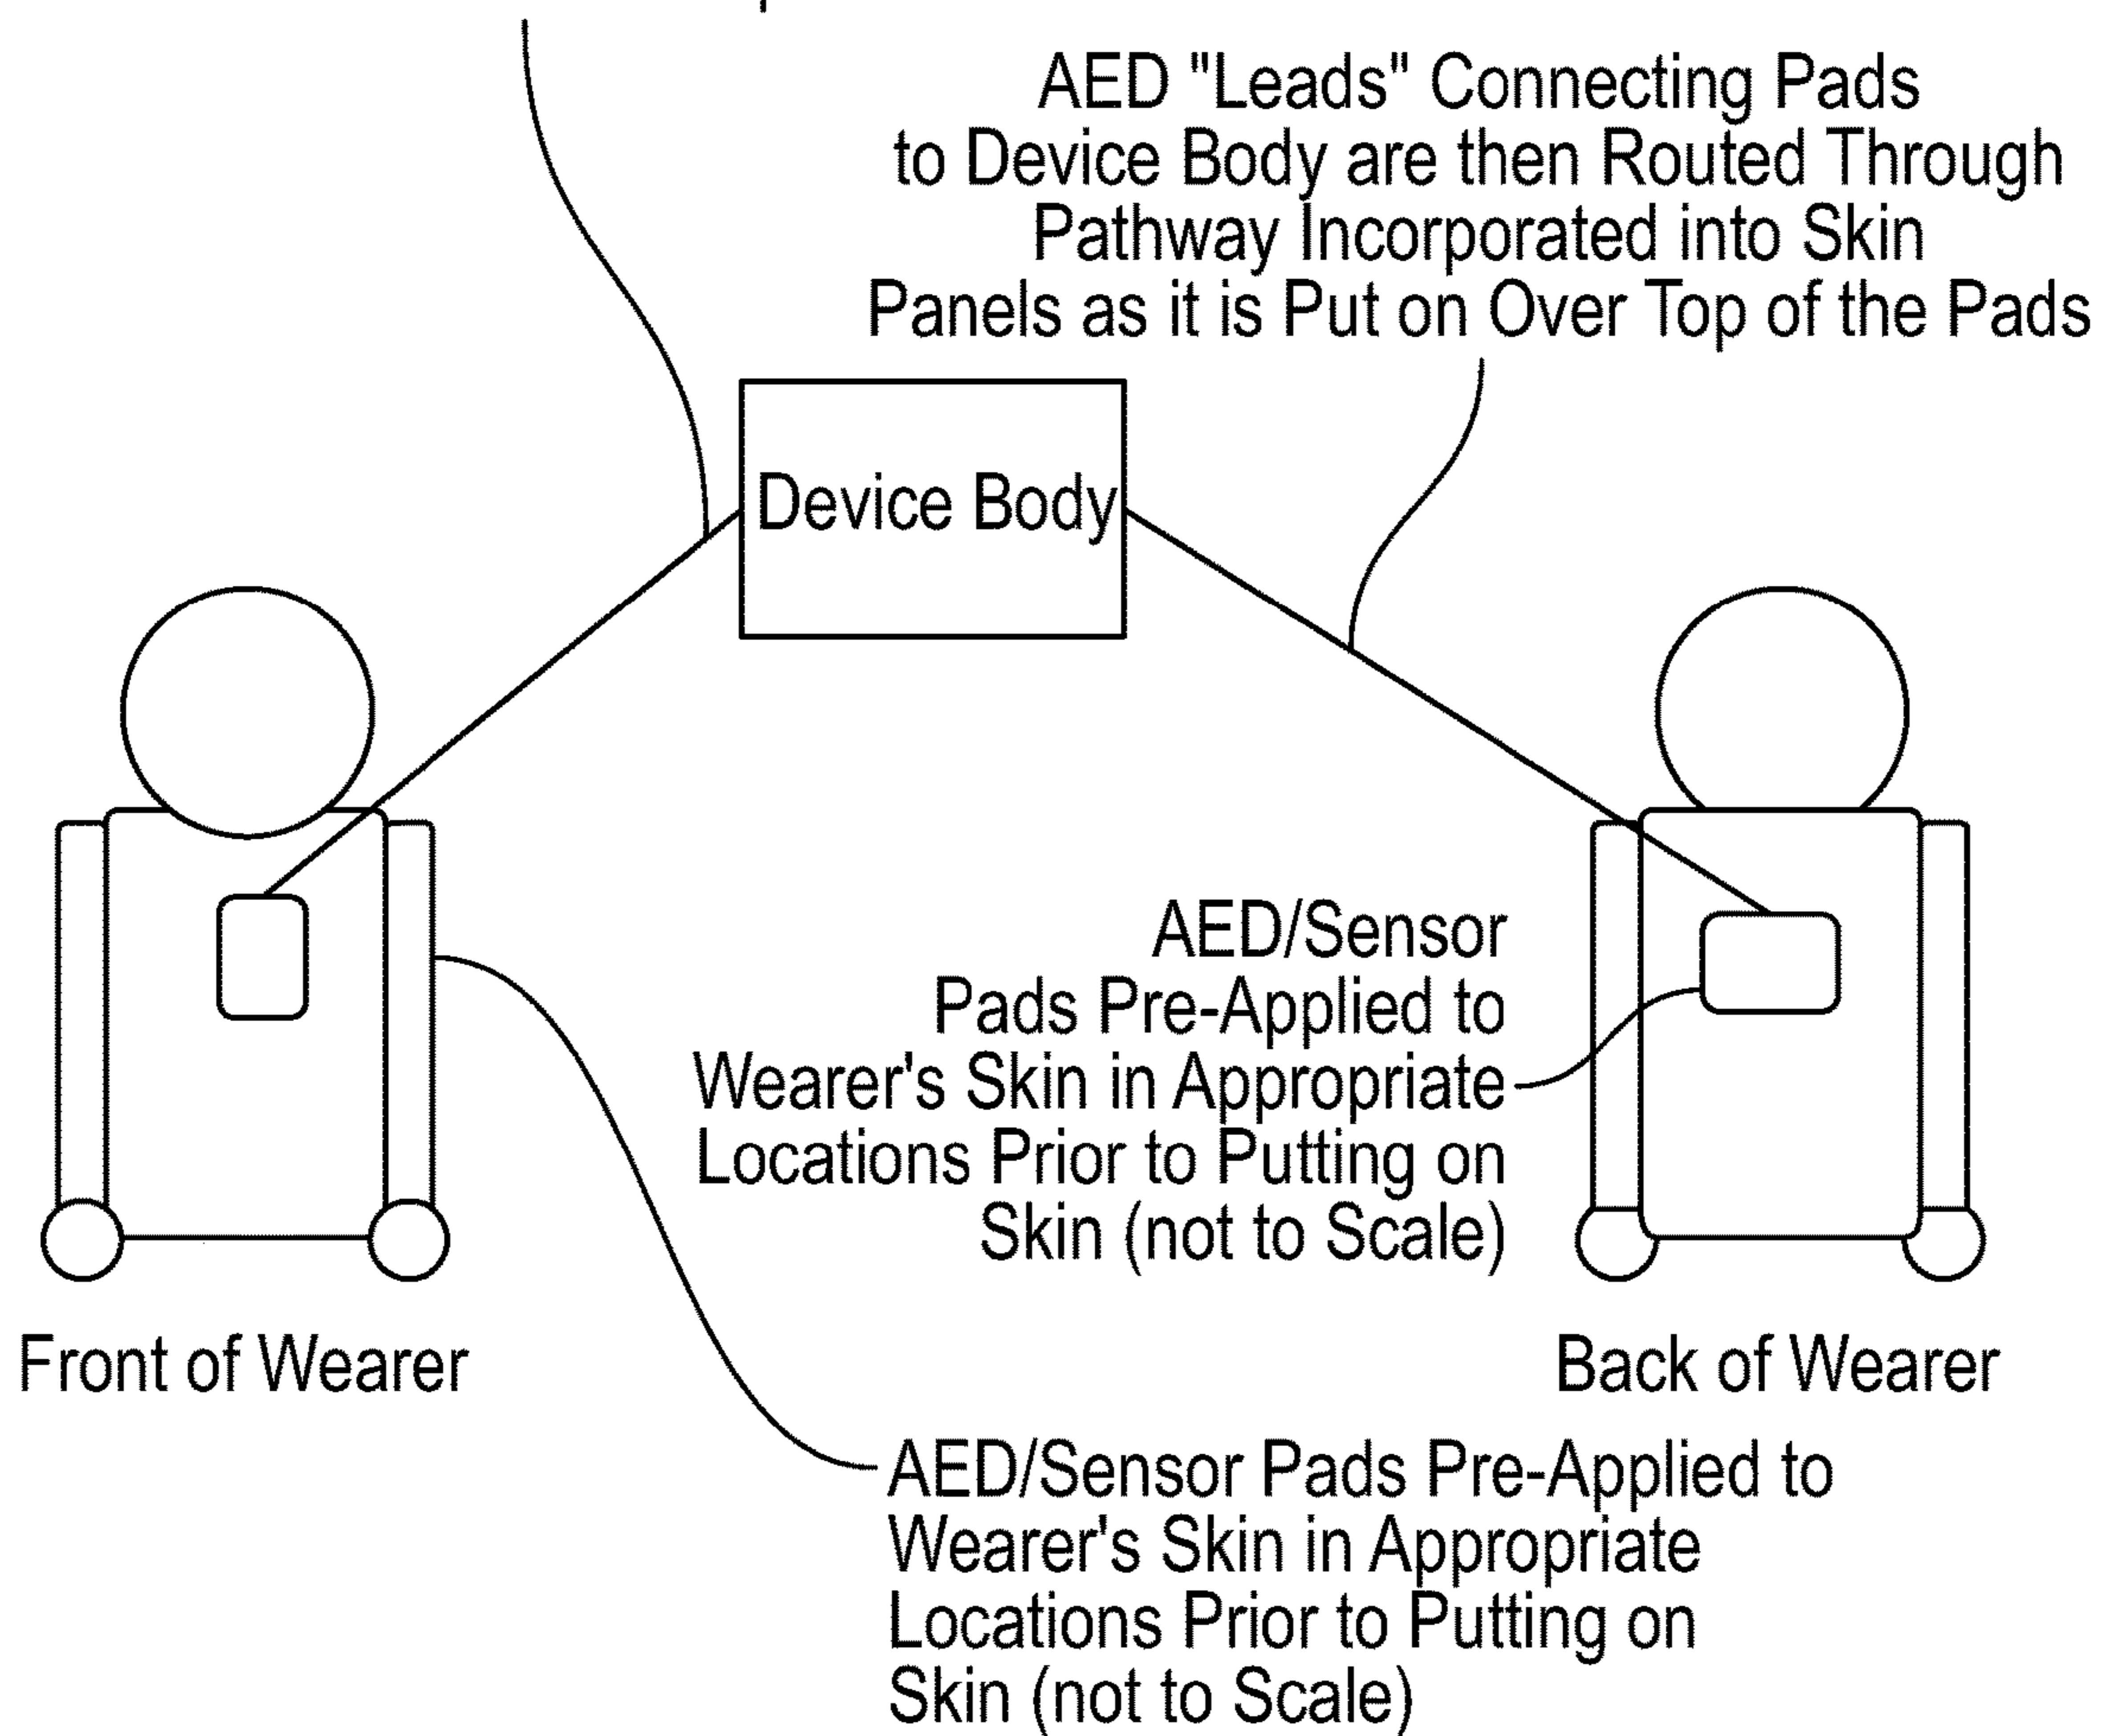 AED "Leads" Connecting Pads
to Device Body are then Routed Through
Pathway Incorporated into Skin
Panels as it is Put on Over Top of the Pads
Device Body
AED/Sensor
Pads Pre-Applied to
Wearer's Skin in Appropriate
Locations Prior to Putting on
Skin (not to Scale)
Front of Wearer
Back of Wearer
AED/Sensor Pads Pre-Applied to
Wearer's Skin in Appropriate
Locations Prior to Putting on
Skin (not to Scale)